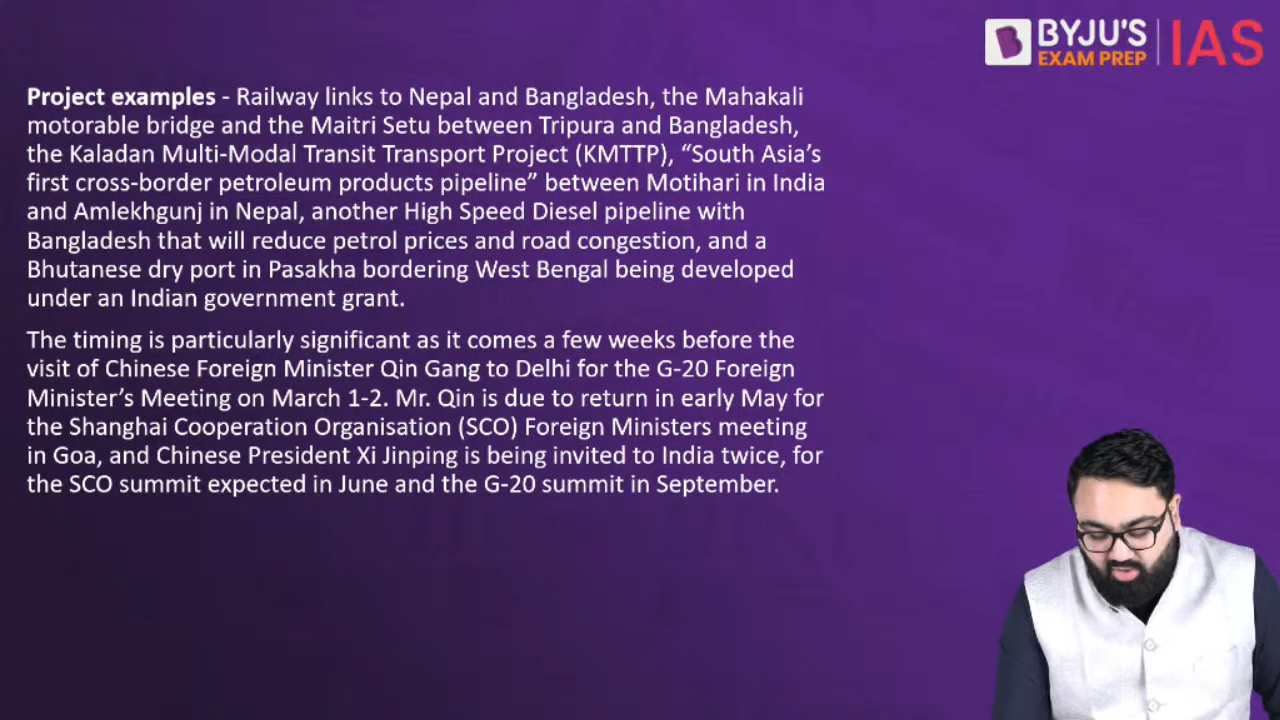 BYJU'S
EXAM PREP
IAS
Project examples - Railway links to Nepal and Bangladesh, the Mahakali
motorable bridge and the Maitri Setu between Tripura and Bangladesh,
the Kaladan Multi-Modal Transit Transport Project (KMTTP), “South Asia’s
first cross-border petroleum products pipeline” between Motihari in India
and Amlekhgunj in Nepal, another High Speed Diesel pipeline with
Bangladesh that will reduce petrol prices and road congestion, and a
Bhutanese dry port in Pasakha bordering West Bengal being developed
under an Indian government grant.
The timing is particularly significant as it comes a few weeks before the
visit of Chinese Foreign Minister Qin Gang to Delhi for the G-20 Foreign
Minister’s Meeting on March 1-2. Mr. Qin is due to return in early May for
the Shanghai Cooperation Organisation (SCO) Foreign Ministers meeting
in Goa, and Chinese President Xi Jinping is being invited to India twice, for
the SCO summit expected in June and the G-20 summit in September.